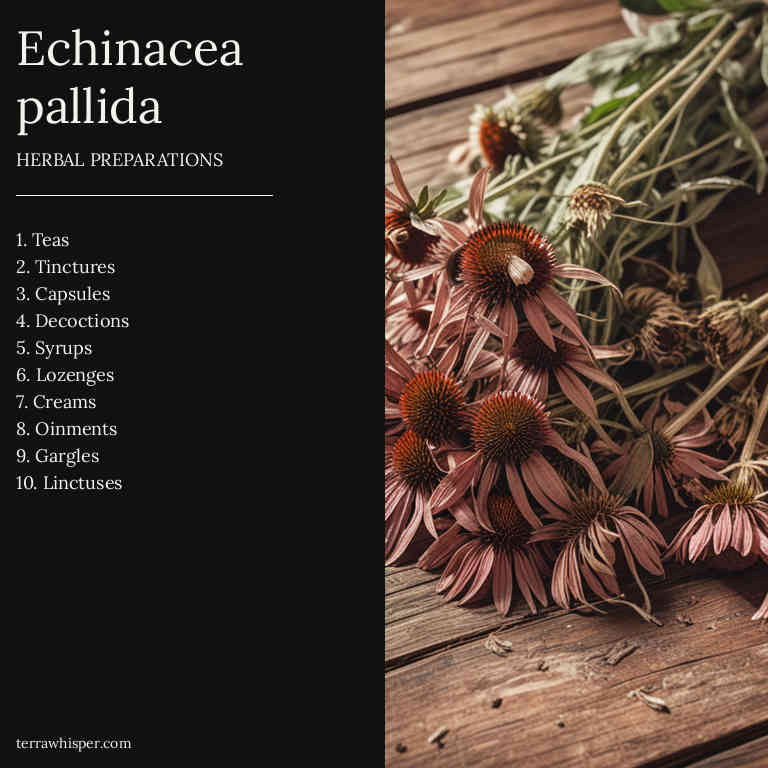 Echinacea
pallida
HERBAL PREPARATIONS
1. Teas
2. Tinctures
3. Capsules
4. Decoctions
5. Syrups
6. Lozenges
7. Creams
8. Oinments
9. Gargles
10. Linctuses
terrawhisper.com